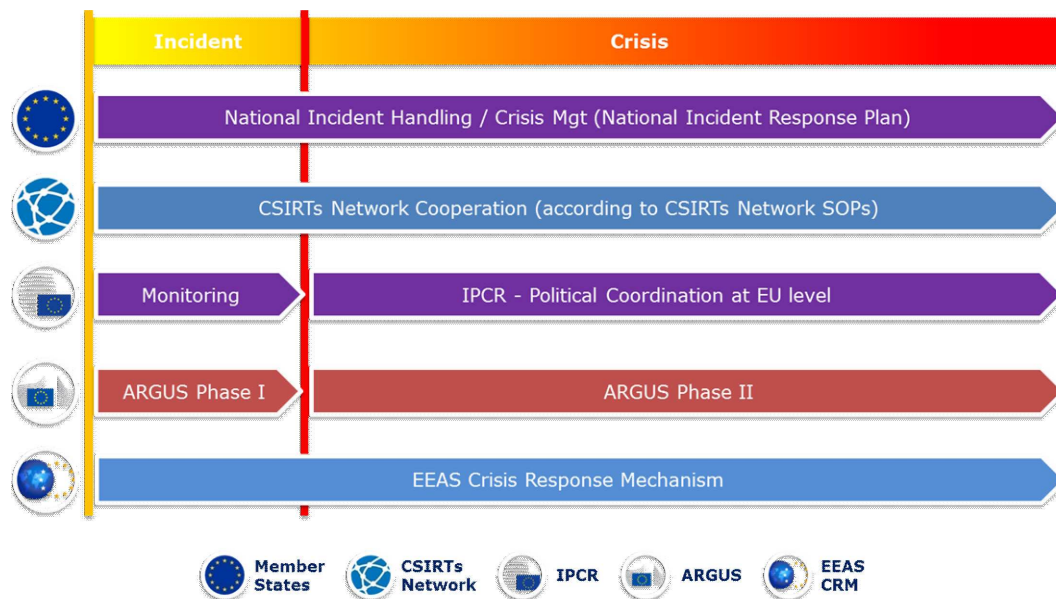 Incident
Crisis
National Incident Handling / Crisis Mgt (National Incident Response Plan)
CSIRTs Network Cooperation (according to CSIRTs Network SOPs)
Monitoring
IPCR - Political Coordination at EU level
ARGUS Phase I
ARGUS Phase II
EEAS Crisis Response Mechanism
Member
States
CSIRTs
Network
IPCR
ARGUS
EEAS
CRM